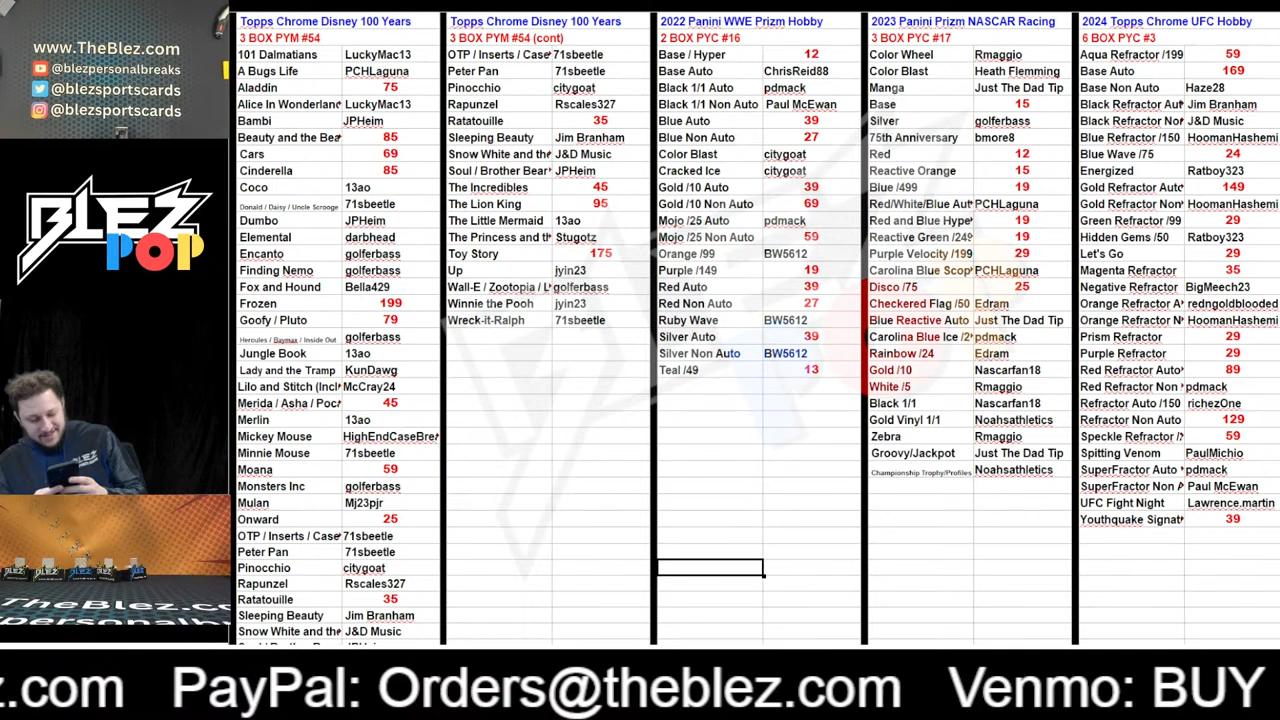 www.TheBlez.com
@blezpersonalbreaks
@blezsportscards
@blezsportscards
BLEZ
POP
BLEZ BLEZ BLEZ BLEZ
TheBlez.co
Topps Chrome Disney 100 Years
3 BOX PYM #54
101 Dalmatians LuckyMac13
A Bugs Life PCHLaguna
Aladdin 75
Alice In Wonderlan LuckyMac13
Bambi JPHeim
Beauty and the Bea 85
Cars 69
Cinderella 85
Coco 13ao
Donald / Daisy / Uncle Scrooge 71sbeetle
Dumbo JPHeim
Elemental darbhead
Encanto golferbass
Finding Nemo golferbass
Fox and Hound Bella429
Frozen 199
Goofy / Pluto 79
Hercules / Baymax / Inside Out golferbass
Jungle Book 13ao
Lady and the Tramp KunDawg
Lilo and Stitch (Incl McCray24
Merida / Asha / Poc 45
Merlin 13ao
Mickey Mouse HighEndCaseBre
Minnie Mouse 71sbeetle
Moana 59
Monsters Inc golferbass
Mulan Mj23pjr
Onward 25
OTP / Inserts / Case 71sbeetle
Peter Pan 71sbeetle
Pinocchio citygoat
Rapunzel Rscales327
Ratatouille 35
Sleeping Beauty Jim Branham
Snow White and the J&D Music
Topps Chrome Disney 100 Years
3 BOX PYM #54 (cont)
OTP / Inserts / Case 71sbeetle
Peter Pan 71sbeetle
Pinocchio citygoat
Rapunzel Rscales327
Ratatouille 35
Sleeping Beauty Jim Branham
Snow White and the J&D Music
Soul / Brother Bear JPHeim
The Incredibles 45
The Lion King 95
The Little Mermaid 13ao
The Princess and th Stugotz
Toy Story 175
Up jyin23
Wall-E / Zootopia / L golferbass
Winnie the Pooh jyin23
Wreck-it-Ralph 71sbeetle
2022 Panini WWE Prizm Hobby
2 BOX PYC #16
Base / Hyper 12
Base Auto ChrisReid88
Black 1/1 Auto pdmack
Black 1/1 Non Auto Paul McEwan
Blue Auto 39
Blue Non Auto 27
Color Blast citygoat
Cracked Ice citygoat
Gold /10 Auto 39
Gold /10 Non Auto 69
Mojo /25 Auto pdmack
Mojo /25 Non Auto 59
Orange /99 BW5612
Purple /149 19
Red Auto 39
Red Non Auto 27
Ruby Wave BW5612
Silver Auto 39
Silver Non Auto BW5612
Teal /49 13
2023 Panini Prizm NASCAR Racing
3 BOX PYC #17
Color Wheel Rmaggio
Color Blast Heath Flemming
Manga Just The Dad Tip
Base 15
Silver golferbass
75th Anniversary bmore8
Red 12
Reactive Orange 15
Blue /499 19
Red/White/Blue Aut PCHLaguna
Red and Blue Hype 19
Reactive Green /249 19
Purple Velocity /199 29
Carolina Blue Scop PCHLaguna
Disco /75 25
Checkered Flag /50 Edram
Blue Reactive Auto Just The Dad Tip
Carolina Blue Ice /2 pdmack
Rainbow /24 Edram
Gold /10 Nascarfan18
White /5 Rmaggio
Black 1/1 Nascarfan18
Gold Vinyl 1/1 Noahsathletics
Zebra Rmaggio
Groovy/Jackpot Just The Dad Tip
Championship Trophy/Profiles Noahsathletics
2024 Topps Chrome UFC Hobby
6 BOX PYC #3
Aqua Refractor /199 59
Base Auto 169
Base Non Auto Haze28
Black Refractor Aut Jim Branham
Black Refractor Nor J&D Music
Blue Refractor /150 HoomanHashemi
Blue Wave /75 24
Energized Ratboy323
Gold Refractor Aut 149
Gold Refractor Non HoomanHashemi
Green Refractor /99 29
Hidden Gems /50 Ratboy323
Let's Go 29
Magenta Refractor 35
Negative Refractor BigMeech23
Orange Refractor A redngoldblooded
Orange Refractor N HoomanHashemi
Prism Refractor 29
Purple Refractor 29
Red Refractor Auto 89
Red Refractor Non pdmack
Refractor Auto /150 richezOne
Refractor Non Auto 129
Speckle Refractor /2 59
Spitting Venom PaulMichio
SuperFractor Auto pdmack
SuperFractor Non A Paul McEwan
UFC Fight Night Lawrence.martin
Youthquake Signat 39
z.com PayPal: Orders@theblez.com Venmo: BUY